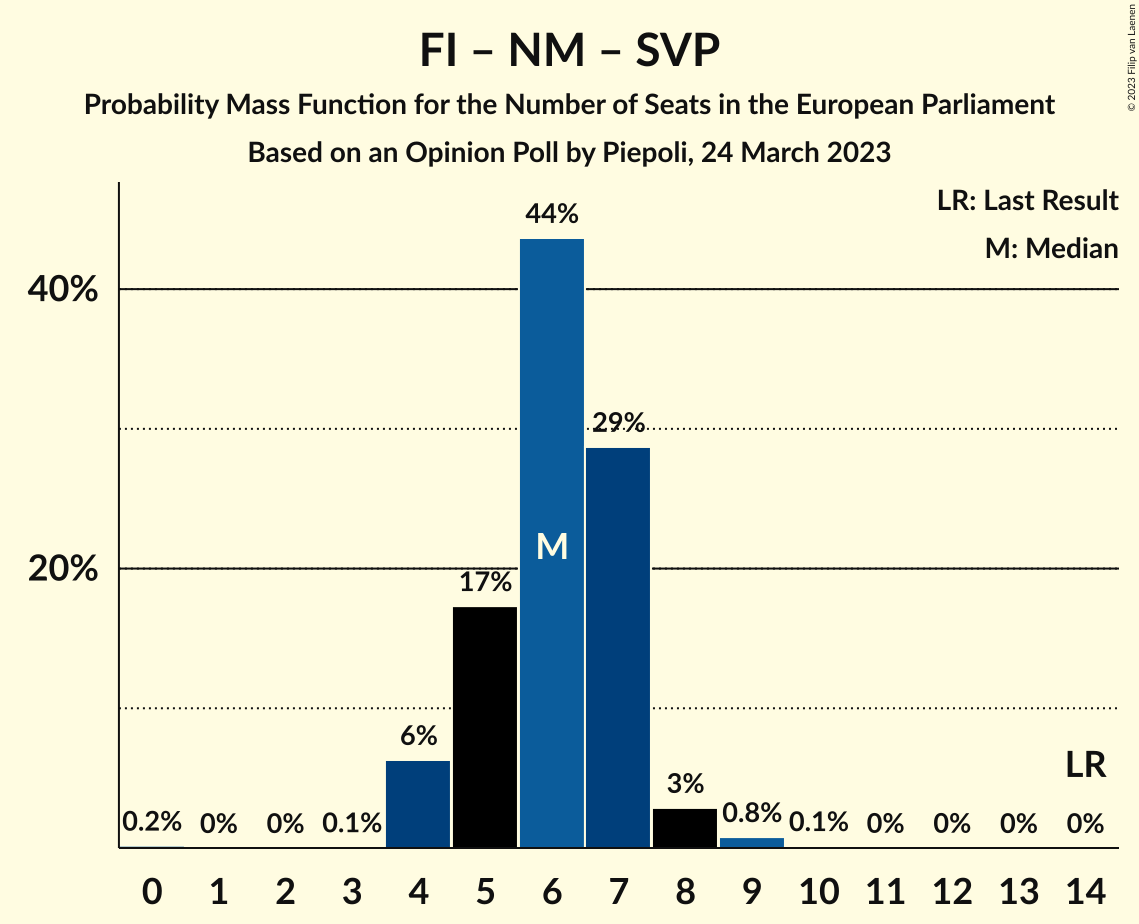 FI – NM – SVP
Probability Mass Function for the Number of Seats in the European Parliament
Based on an Opinion Poll by Piepoli, 24 March 2023
© 2023 Filip van Laenen
LR: Last Result
M: Median
44%
40%
29%
M
20%
17%
6%
LR
3%
0.2% 0% 0% 0.1% 0.8% 0.1% 0% 0% 0% 0%
0 1 2 3 4 5 6 7 8 9 10 11 12 13 14